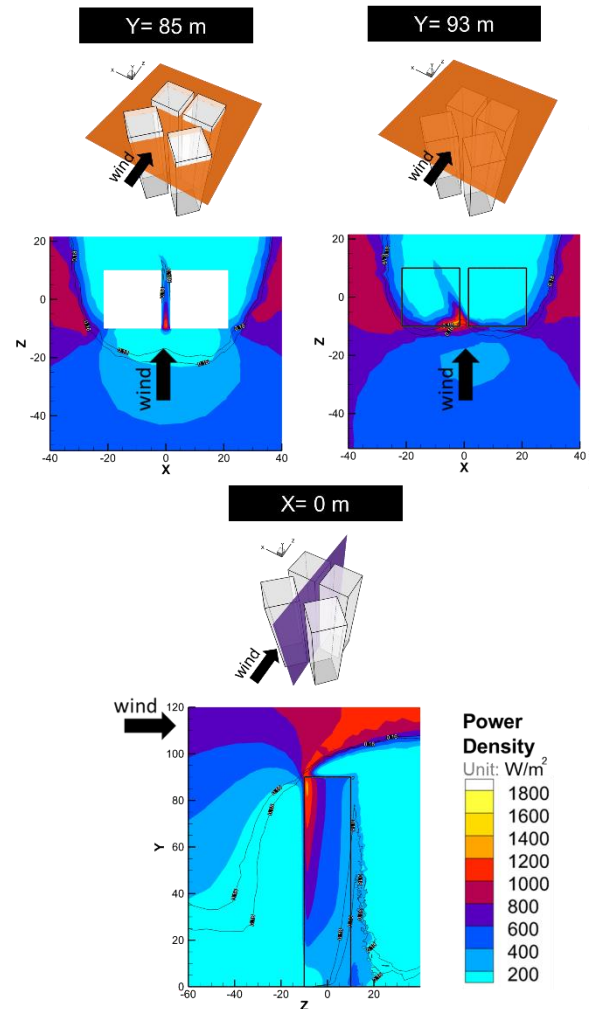 Y= 85 m
Y= 93 m
X Y Z
X Y Z
wind
wind
20
0
-20
-40
Z
-40 -20 0 20 40
X
wind
20
0
-20
-40
Z
-40 -20 0 20 40
X
wind
X= 0 m
X Y Z
wind
wind
120
100
80
60
40
20
0
Y
-60 -40 -20 0 20
Z
Power
Density
Unit: W/m²
1800
1600
1400
1200
1000
800
600
400
200